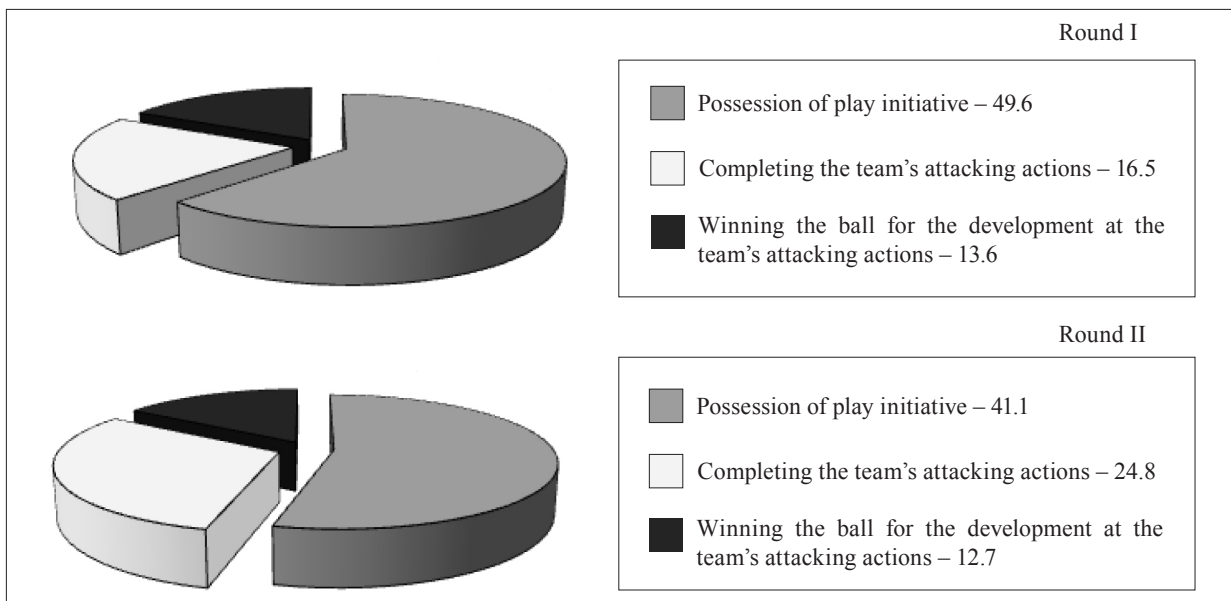 Round I
Possession of play initiative – 49.6
Completing the team's attacking actions – 16.5
Winning the ball for the development at the
team's attacking actions – 13.6
Round II
Possession of play initiative – 41.1
Completing the team's attacking actions – 24.8
Winning the ball for the development at the
team's attacking actions – 12.7